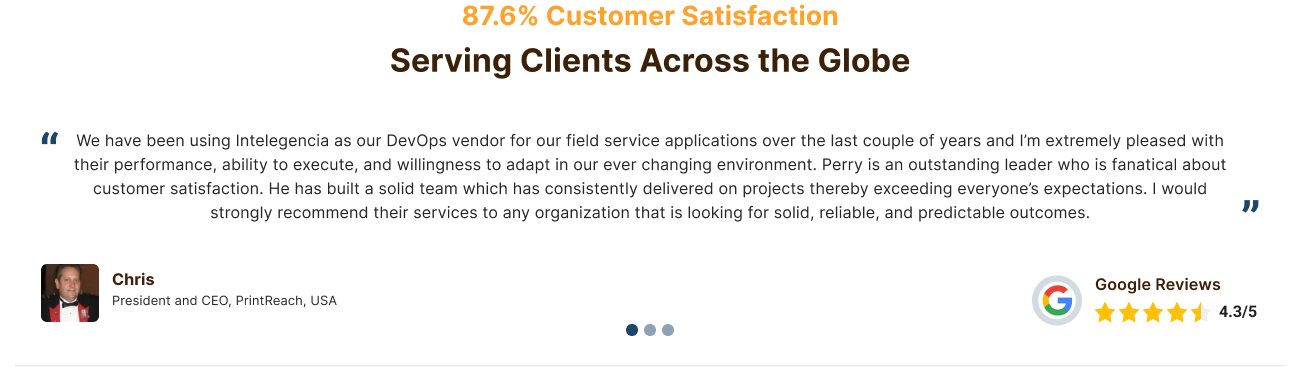 87.6% Customer Satisfaction
Serving Clients Across the Globe
“ We have been using Intelegencia as our DevOps vendor for our field service applications over the last couple of years and I’m extremely pleased with
their performance, ability to execute, and willingness to adapt in our ever changing environment. Perry is an outstanding leader who is fanatical about
customer satisfaction. He has built a solid team which has consistently delivered on projects thereby exceeding everyone’s expectations. I would
strongly recommend their services to any organization that is looking for solid, reliable, and predictable outcomes. ”
Chris
President and CEO, PrintReach, USA
Google Reviews
4.3/5